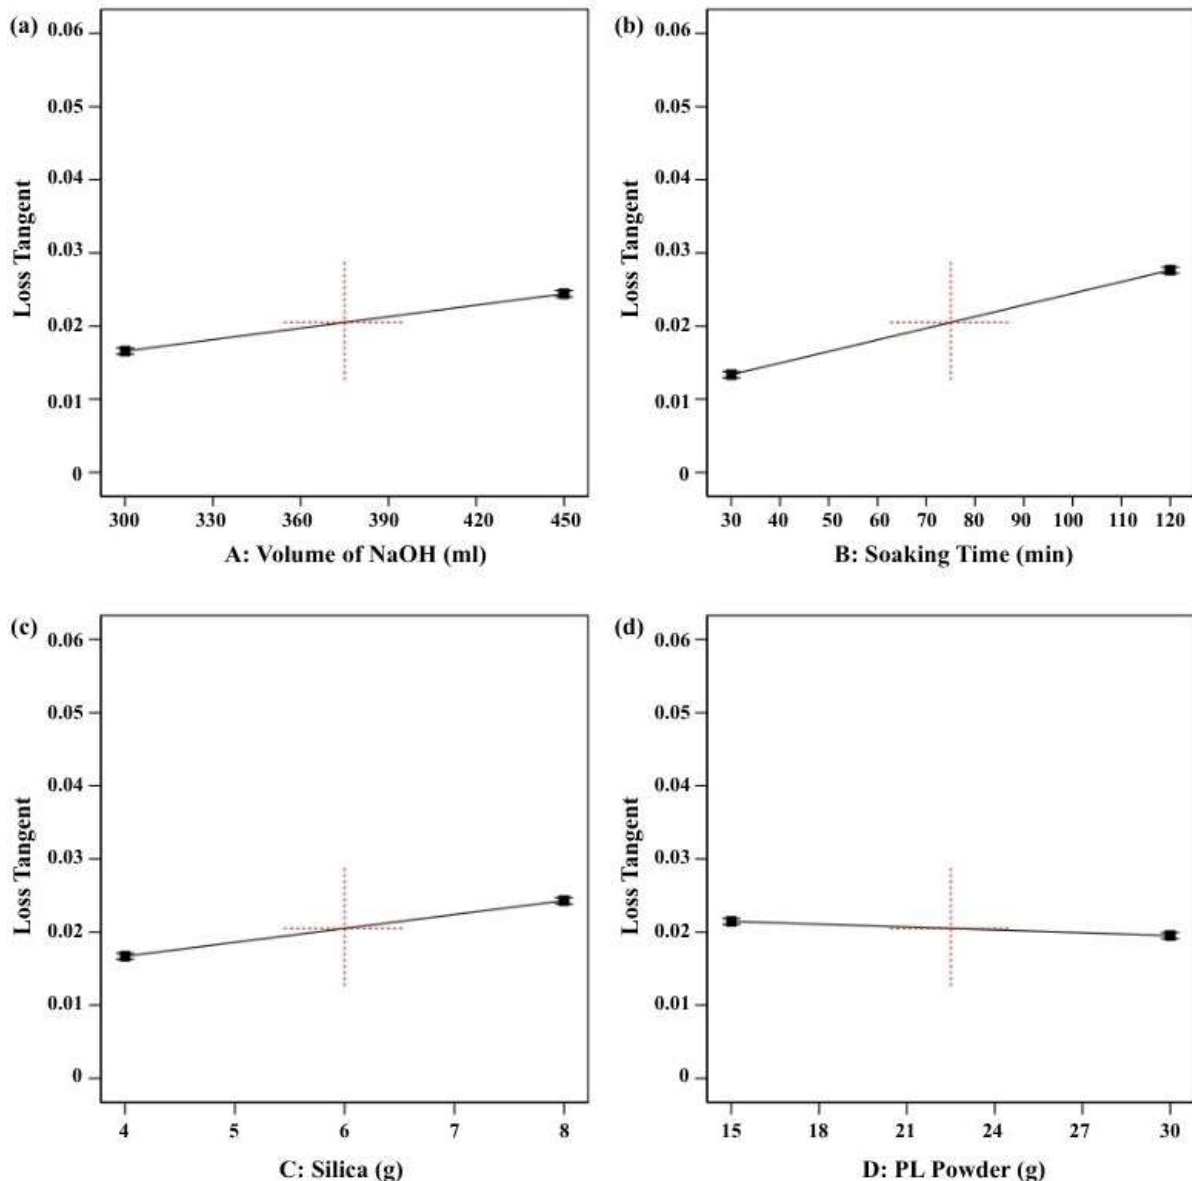 (a)
0.06
0.05
0.04
0.03
0.02
0.01
0
Loss Tangent
300 330 360 390 420 450
A: Volume of NaOH (ml)
(b)
0.06
0.05
0.04
0.03
0.02
0.01
0
Loss Tangent
30 40 50 60 70 80 90 100 110 120
B: Soaking Time (min)
(c)
0.06
0.05
0.04
0.03
0.02
0.01
0
Loss Tangent
4 5 6 7 8
C: Silica (g)
(d)
0.06
0.05
0.04
0.03
0.02
0.01
0
Loss Tangent
15 18 21 24 27 30
D: PL Powder (g)